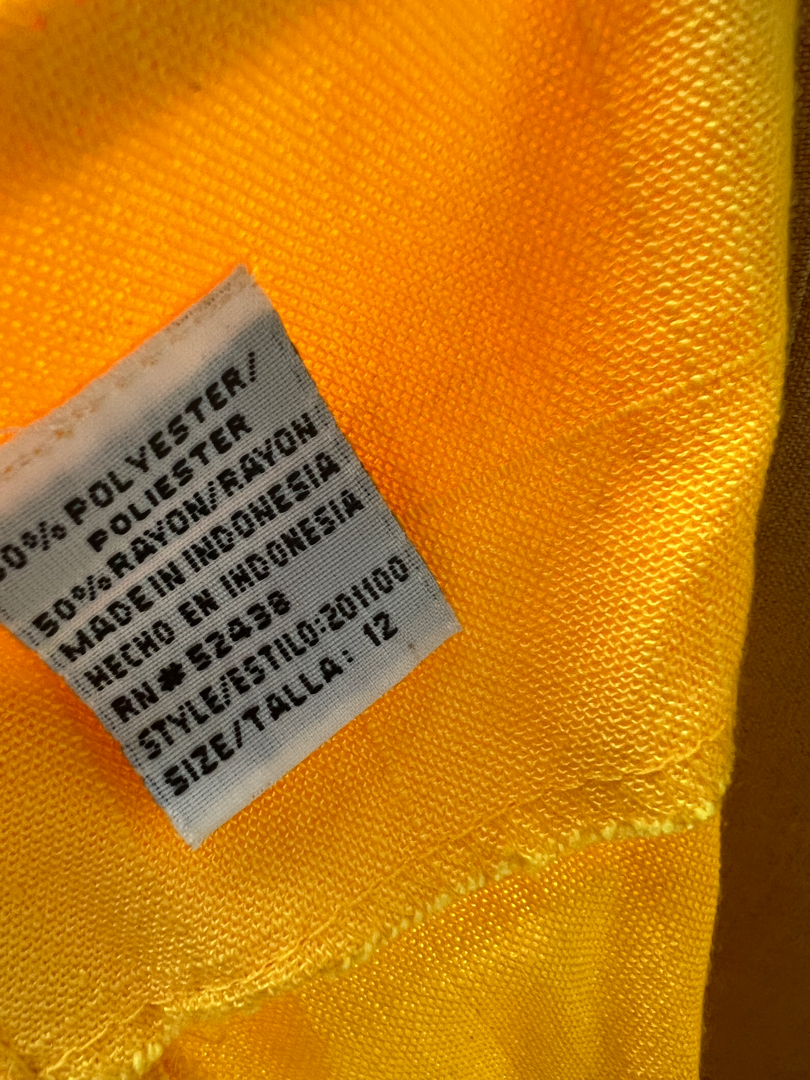 50% POLYESTER/
POLIESTER
50% RAYON/RAYON
MADE IN INDONESIA
HECHO EN INDONESIA
RN# 52438
STYLE/ESTILO:201100
SIZE/TALLA: 12